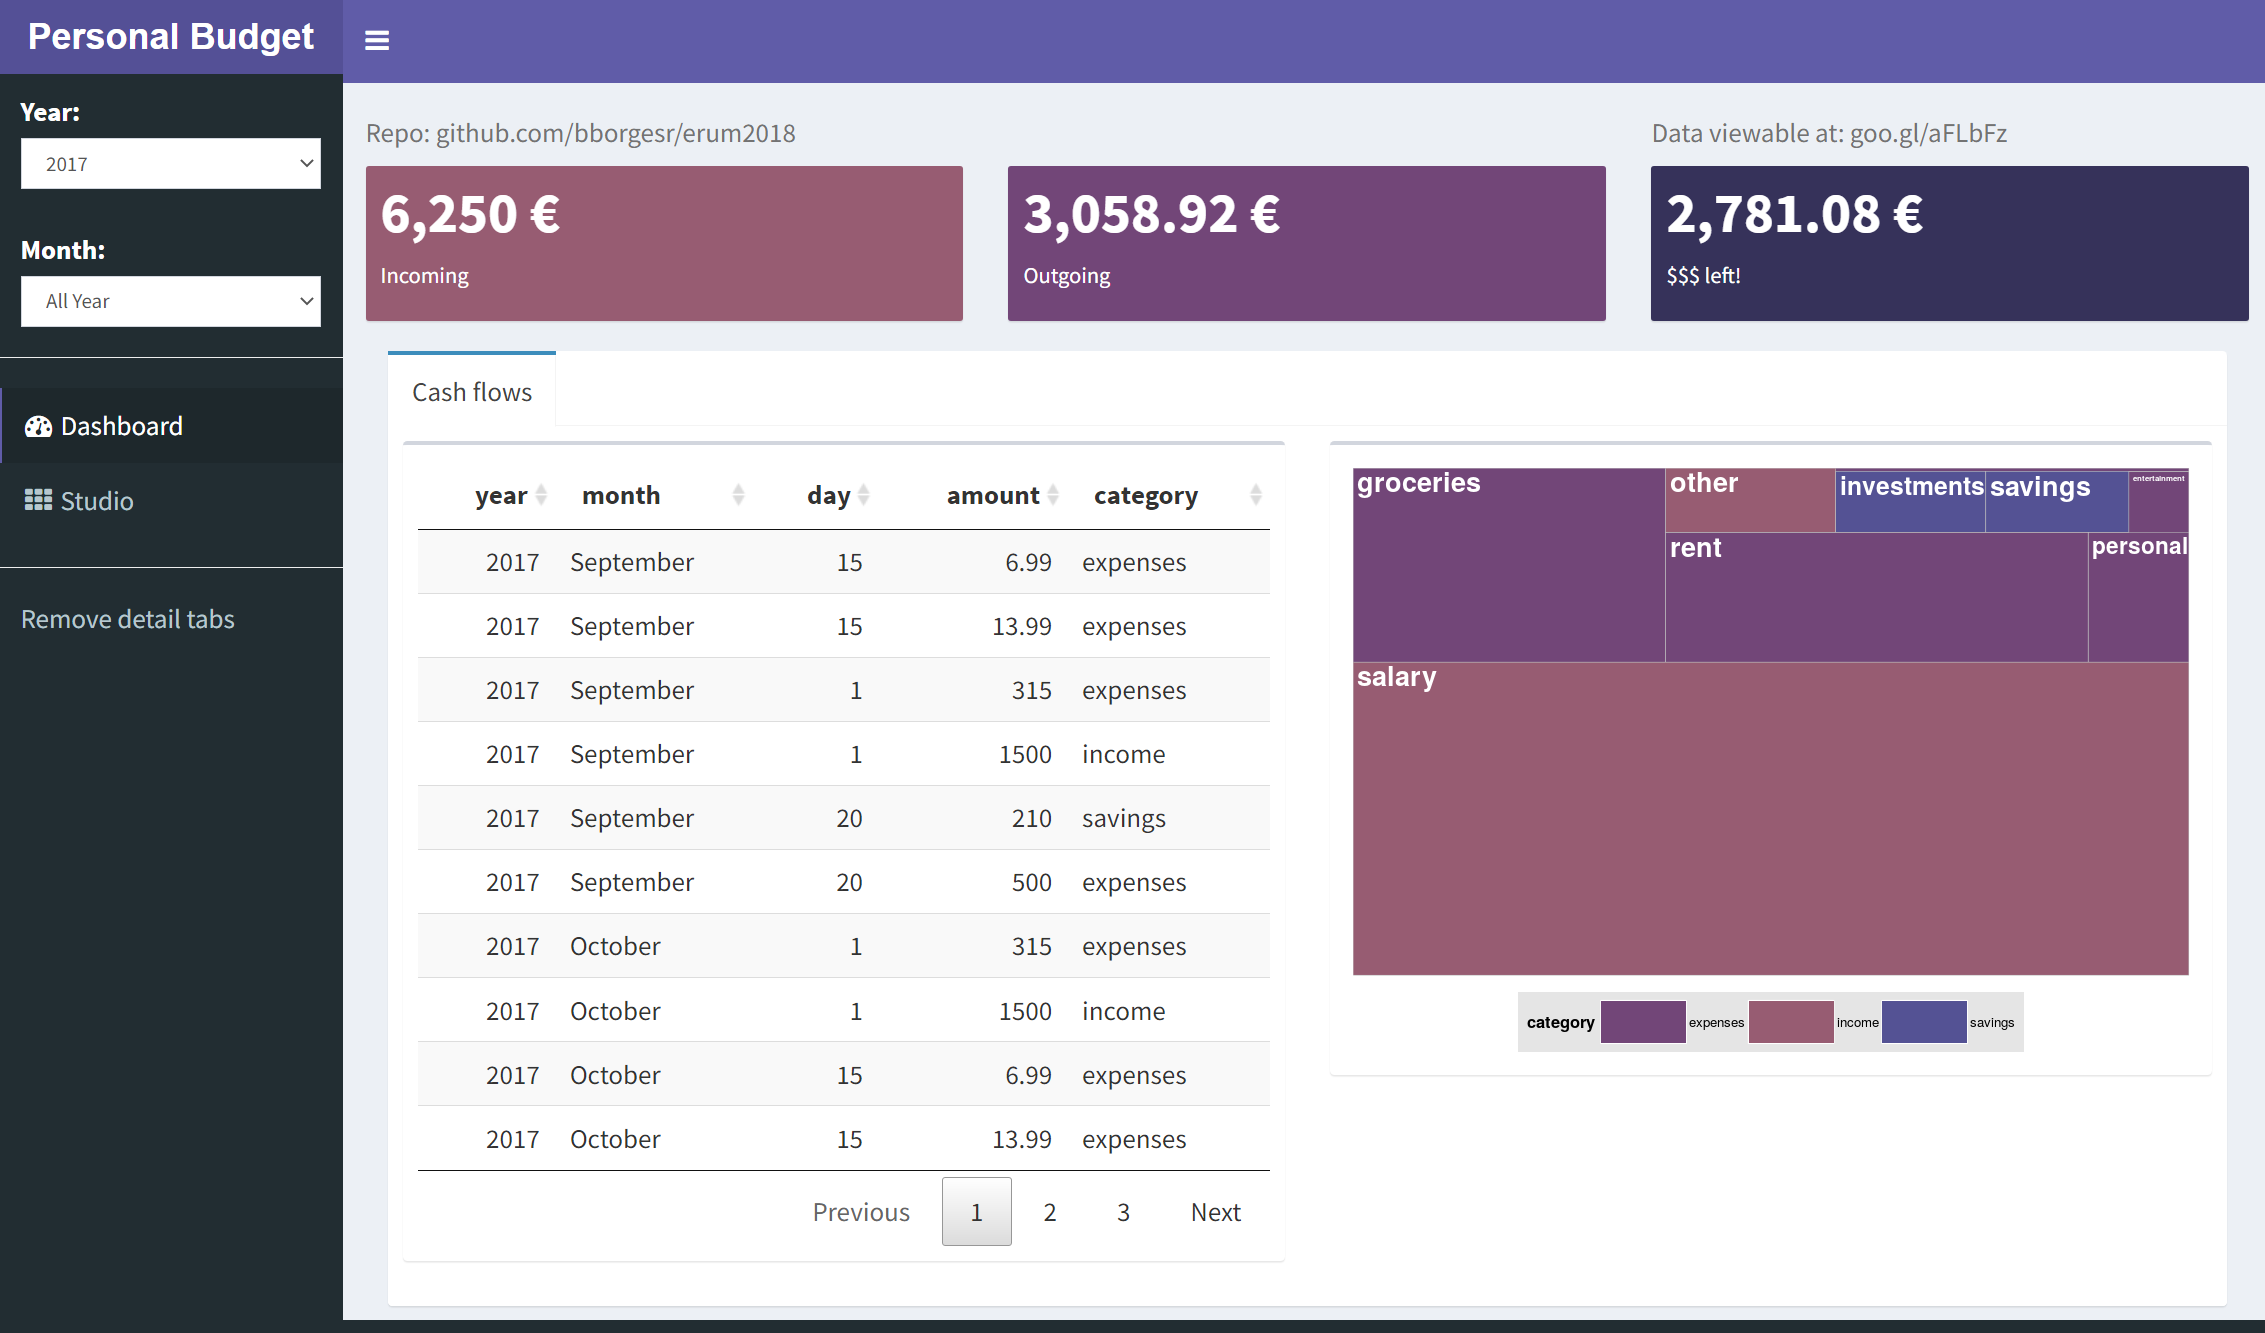 Personal Budget
Year:
2017
Month:
All Year
Dashboard
Studio
Remove detail tabs
Repo: github.com/bborgesr/erum2018
Data viewable at: goo.gl/aFLbFz
6,250 €
Incoming
3,058.92 €
Outgoing
2,781.08 €
$$$ left!
Cash flows
year month day amount category
2017 September 15 6.99 expenses
2017 September 15 13.99 expenses
2017 September 1 315 expenses
2017 September 1 1500 income
2017 September 20 210 savings
2017 September 20 500 expenses
2017 October 1 315 expenses
2017 October 1 1500 income
2017 October 15 6.99 expenses
2017 October 15 13.99 expenses
Previous 1 2 3 Next
groceries
other
investments
savings
entertainment
rent
personal
salary
category expenses income savings